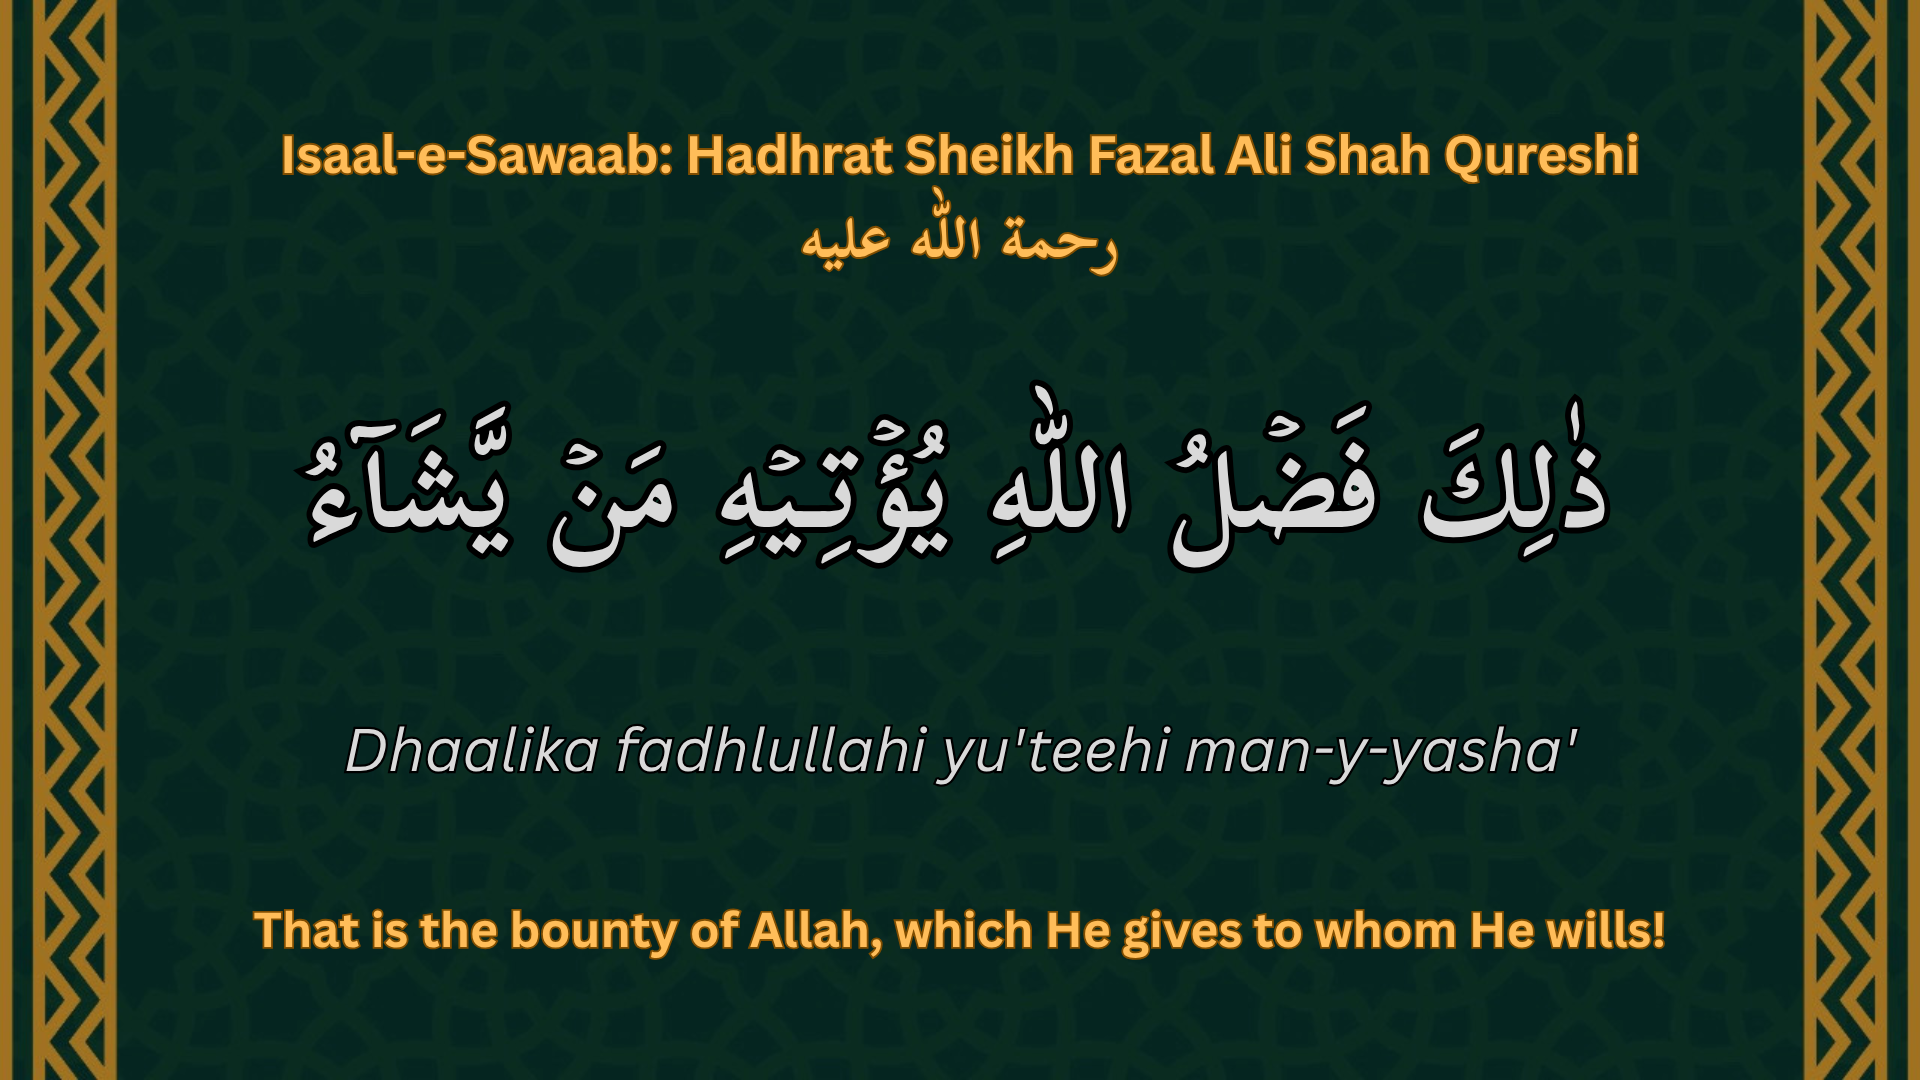 Isaal-e-Sawaab: Hadhrat Sheikh Fazal Ali Shah Qureshi
رحمة الله عليه
ذٰلِكَ فَضۡلُ اللّٰهِ يُؤۡتِيۡهِ مَنۡ يَّشَآءُ
Dhaalika fadhlullahi yu'teehi man-y-yasha'
That is the bounty of Allah, which He gives to whom He wills!